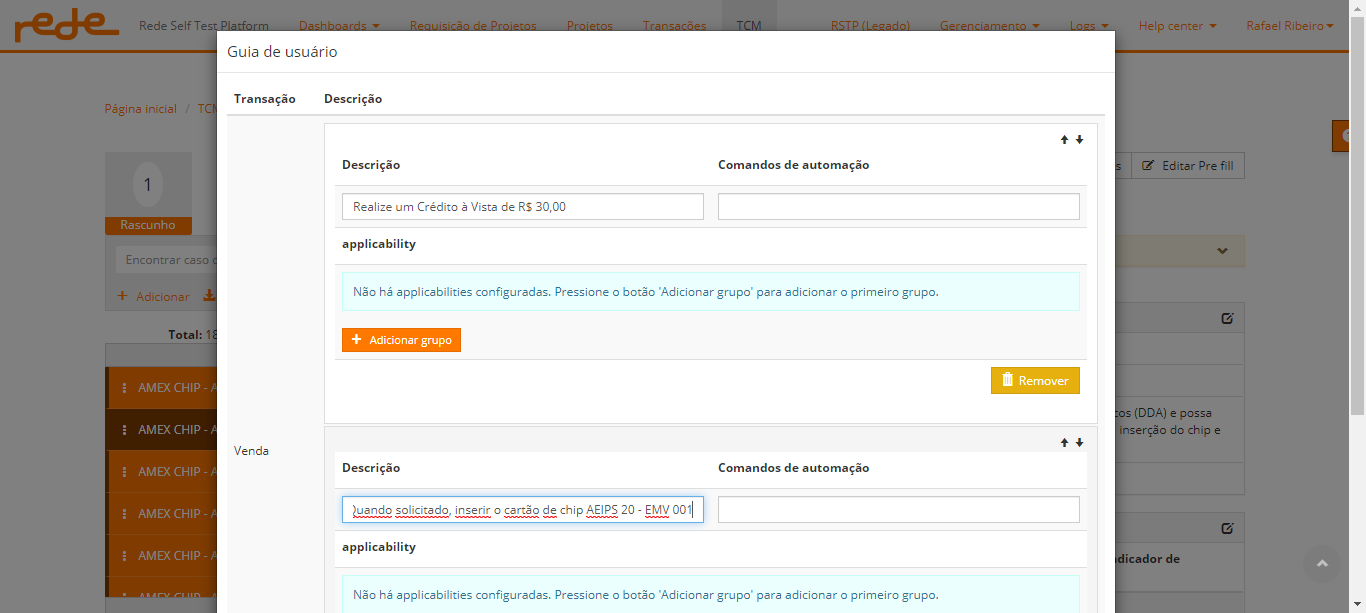 rede Rede Self Test Platform Dashboards Requisição de Projetos Projetos Transações TCM RSTP (Legado) Gerenciamento Logs Help center Rafael Ribeiro
Guia de usuário
Transação Descrição
Página inicial / TCM
Descrição Comandos de automação
1
s Editar Pre fill
Realize um Crédito à Vista de R$ 30,00
Rascunho
applicability
Encontrar caso d
Não há applicabilities configuradas. Pressione o botão 'Adicionar grupo' para adicionar o primeiro grupo.
+ Adicionar
Total: 18
+ Adicionar grupo
Remover
AMEX CHIP - A
cos (DDA) e possa
AMEX CHIP - A
inserção do chip e
Venda
Descrição Comandos de automação
AMEX CHIP - A
Quando solicitado, inserir o cartão de chip AEIPS 20 - EMV 001
AMEX CHIP - A
applicability
AMEX CHIP - A
ndicador de
Não há applicabilities configuradas. Pressione o botão 'Adicionar grupo' para adicionar o primeiro grupo.
AMEX CHIP - A